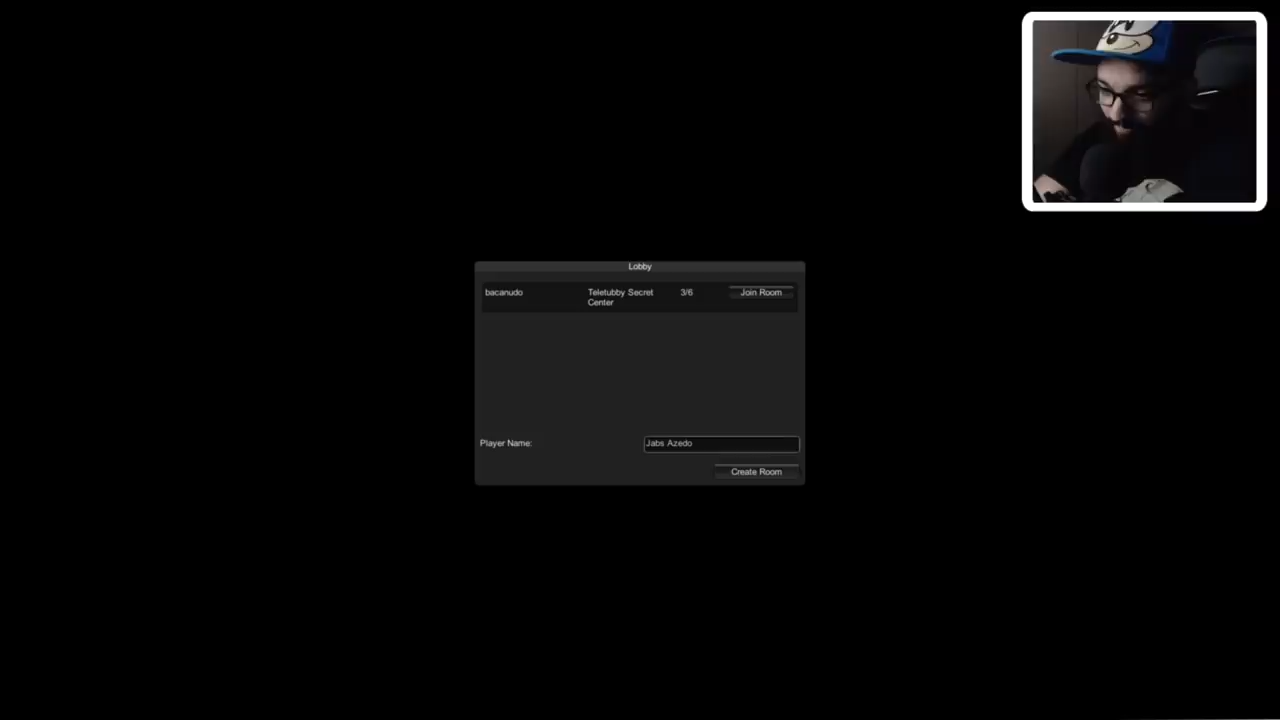 Lobby
bacanudo Teletubby Secret 3/6 Join Room
Center
Player Name: Jabs Azedo
Create Room